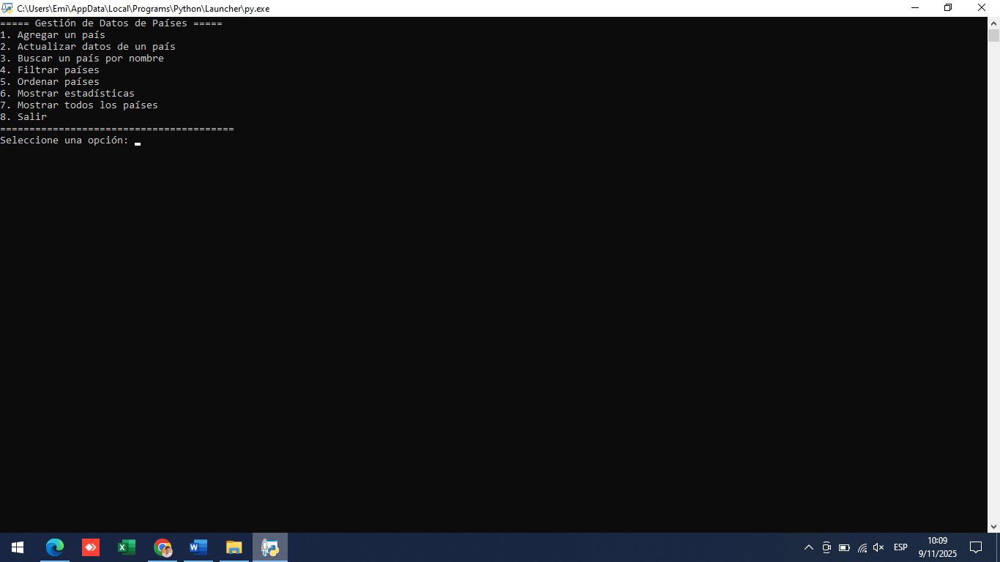 C:\Users\Emi\AppData\Local\Programs\Python\Launcher\py.exe
===== Gestión de Datos de Países =====
1. Agregar un país
2. Actualizar datos de un país
3. Buscar un país por nombre
4. Filtrar países
5. Ordenar países
6. Mostrar estadísticas
7. Mostrar todos los países
8. Salir
========================================
Seleccione una opción:
ESP
10:09
9/11/2025